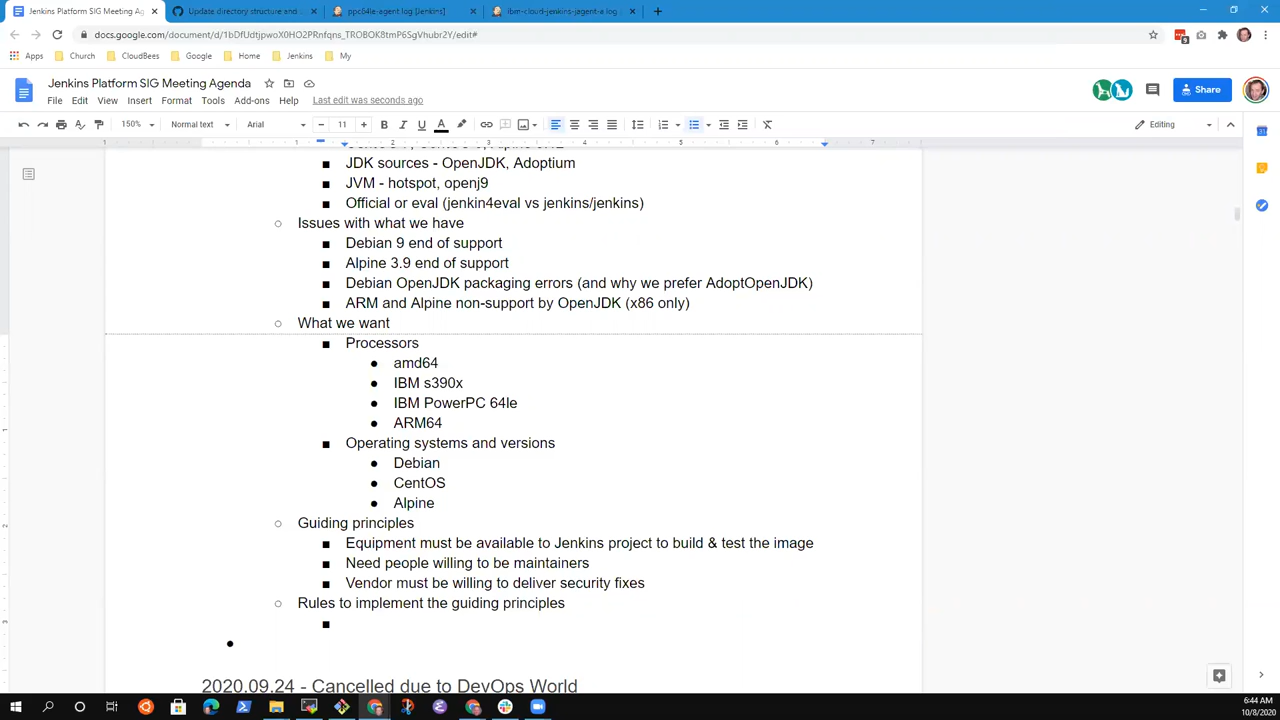 Jenkins Platform SIG Meeting Ag
Update directory structure and
ppc64le-agent log [Jenkins]
ibm-cloud-jenkins-jagent-a log
docs.google.com/document/d/1bDfUdtjpwoX0HO2PRnfqns_TROBOK8tmP6SgVhubr2Y/edit#
Apps Church CloudBees Google Home Jenkins My
Jenkins Platform SIG Meeting Agenda
File Edit View Insert Format Tools Add-ons Help Last edit was seconds ago
Share
150% Normal text Arial 11 Editing
JDK sources - OpenJDK, Adoptium
JVM - hotspot, openj9
Official or eval (jenkin4eval vs jenkins/jenkins)
Issues with what we have
Debian 9 end of support
Alpine 3.9 end of support
Debian OpenJDK packaging errors (and why we prefer AdoptOpenJDK)
ARM and Alpine non-support by OpenJDK (x86 only)
What we want
Processors
amd64
IBM s390x
IBM PowerPC 64le
ARM64
Operating systems and versions
Debian
CentOS
Alpine
Guiding principles
Equipment must be available to Jenkins project to build & test the image
Need people willing to be maintainers
Vendor must be willing to deliver security fixes
Rules to implement the guiding principles
2020.09.24 - Cancelled due to DevOps World
6:44 AM
10/8/2020